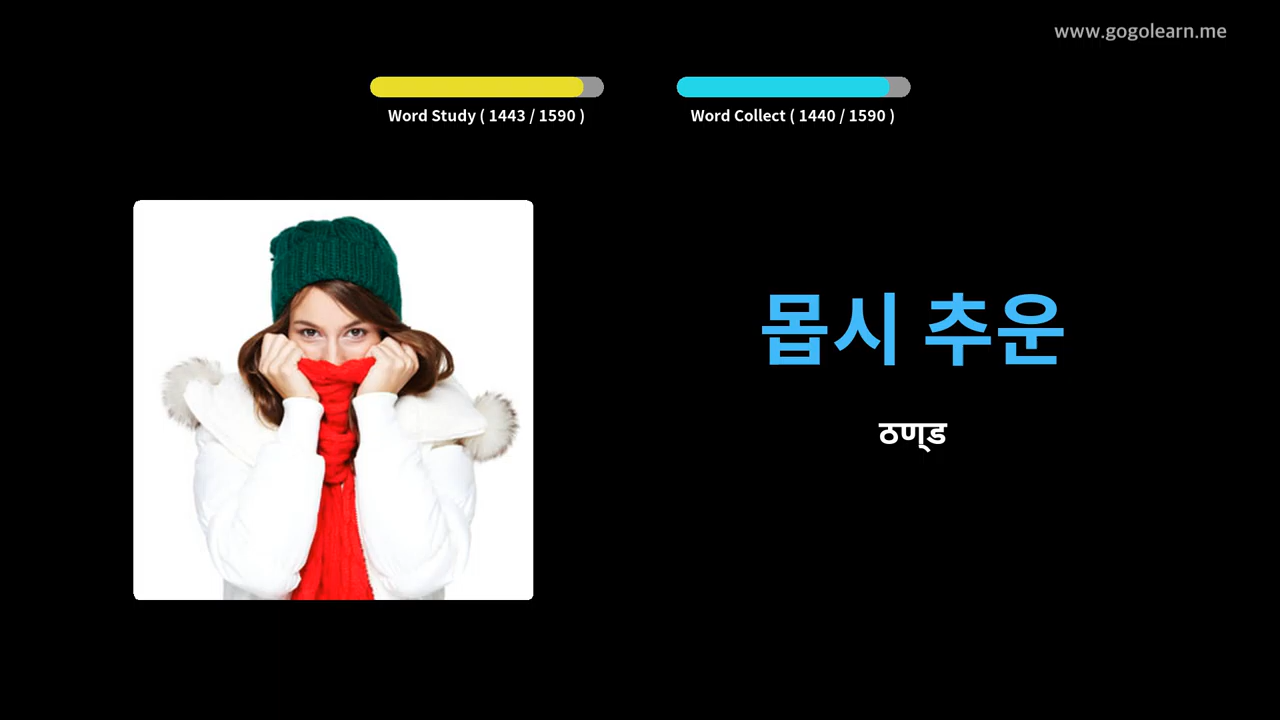 www.gogolearn.me
Word Study ( 1443 / 1590 )
Word Collect ( 1440 / 1590 )
몹시 추운
ठण्ड